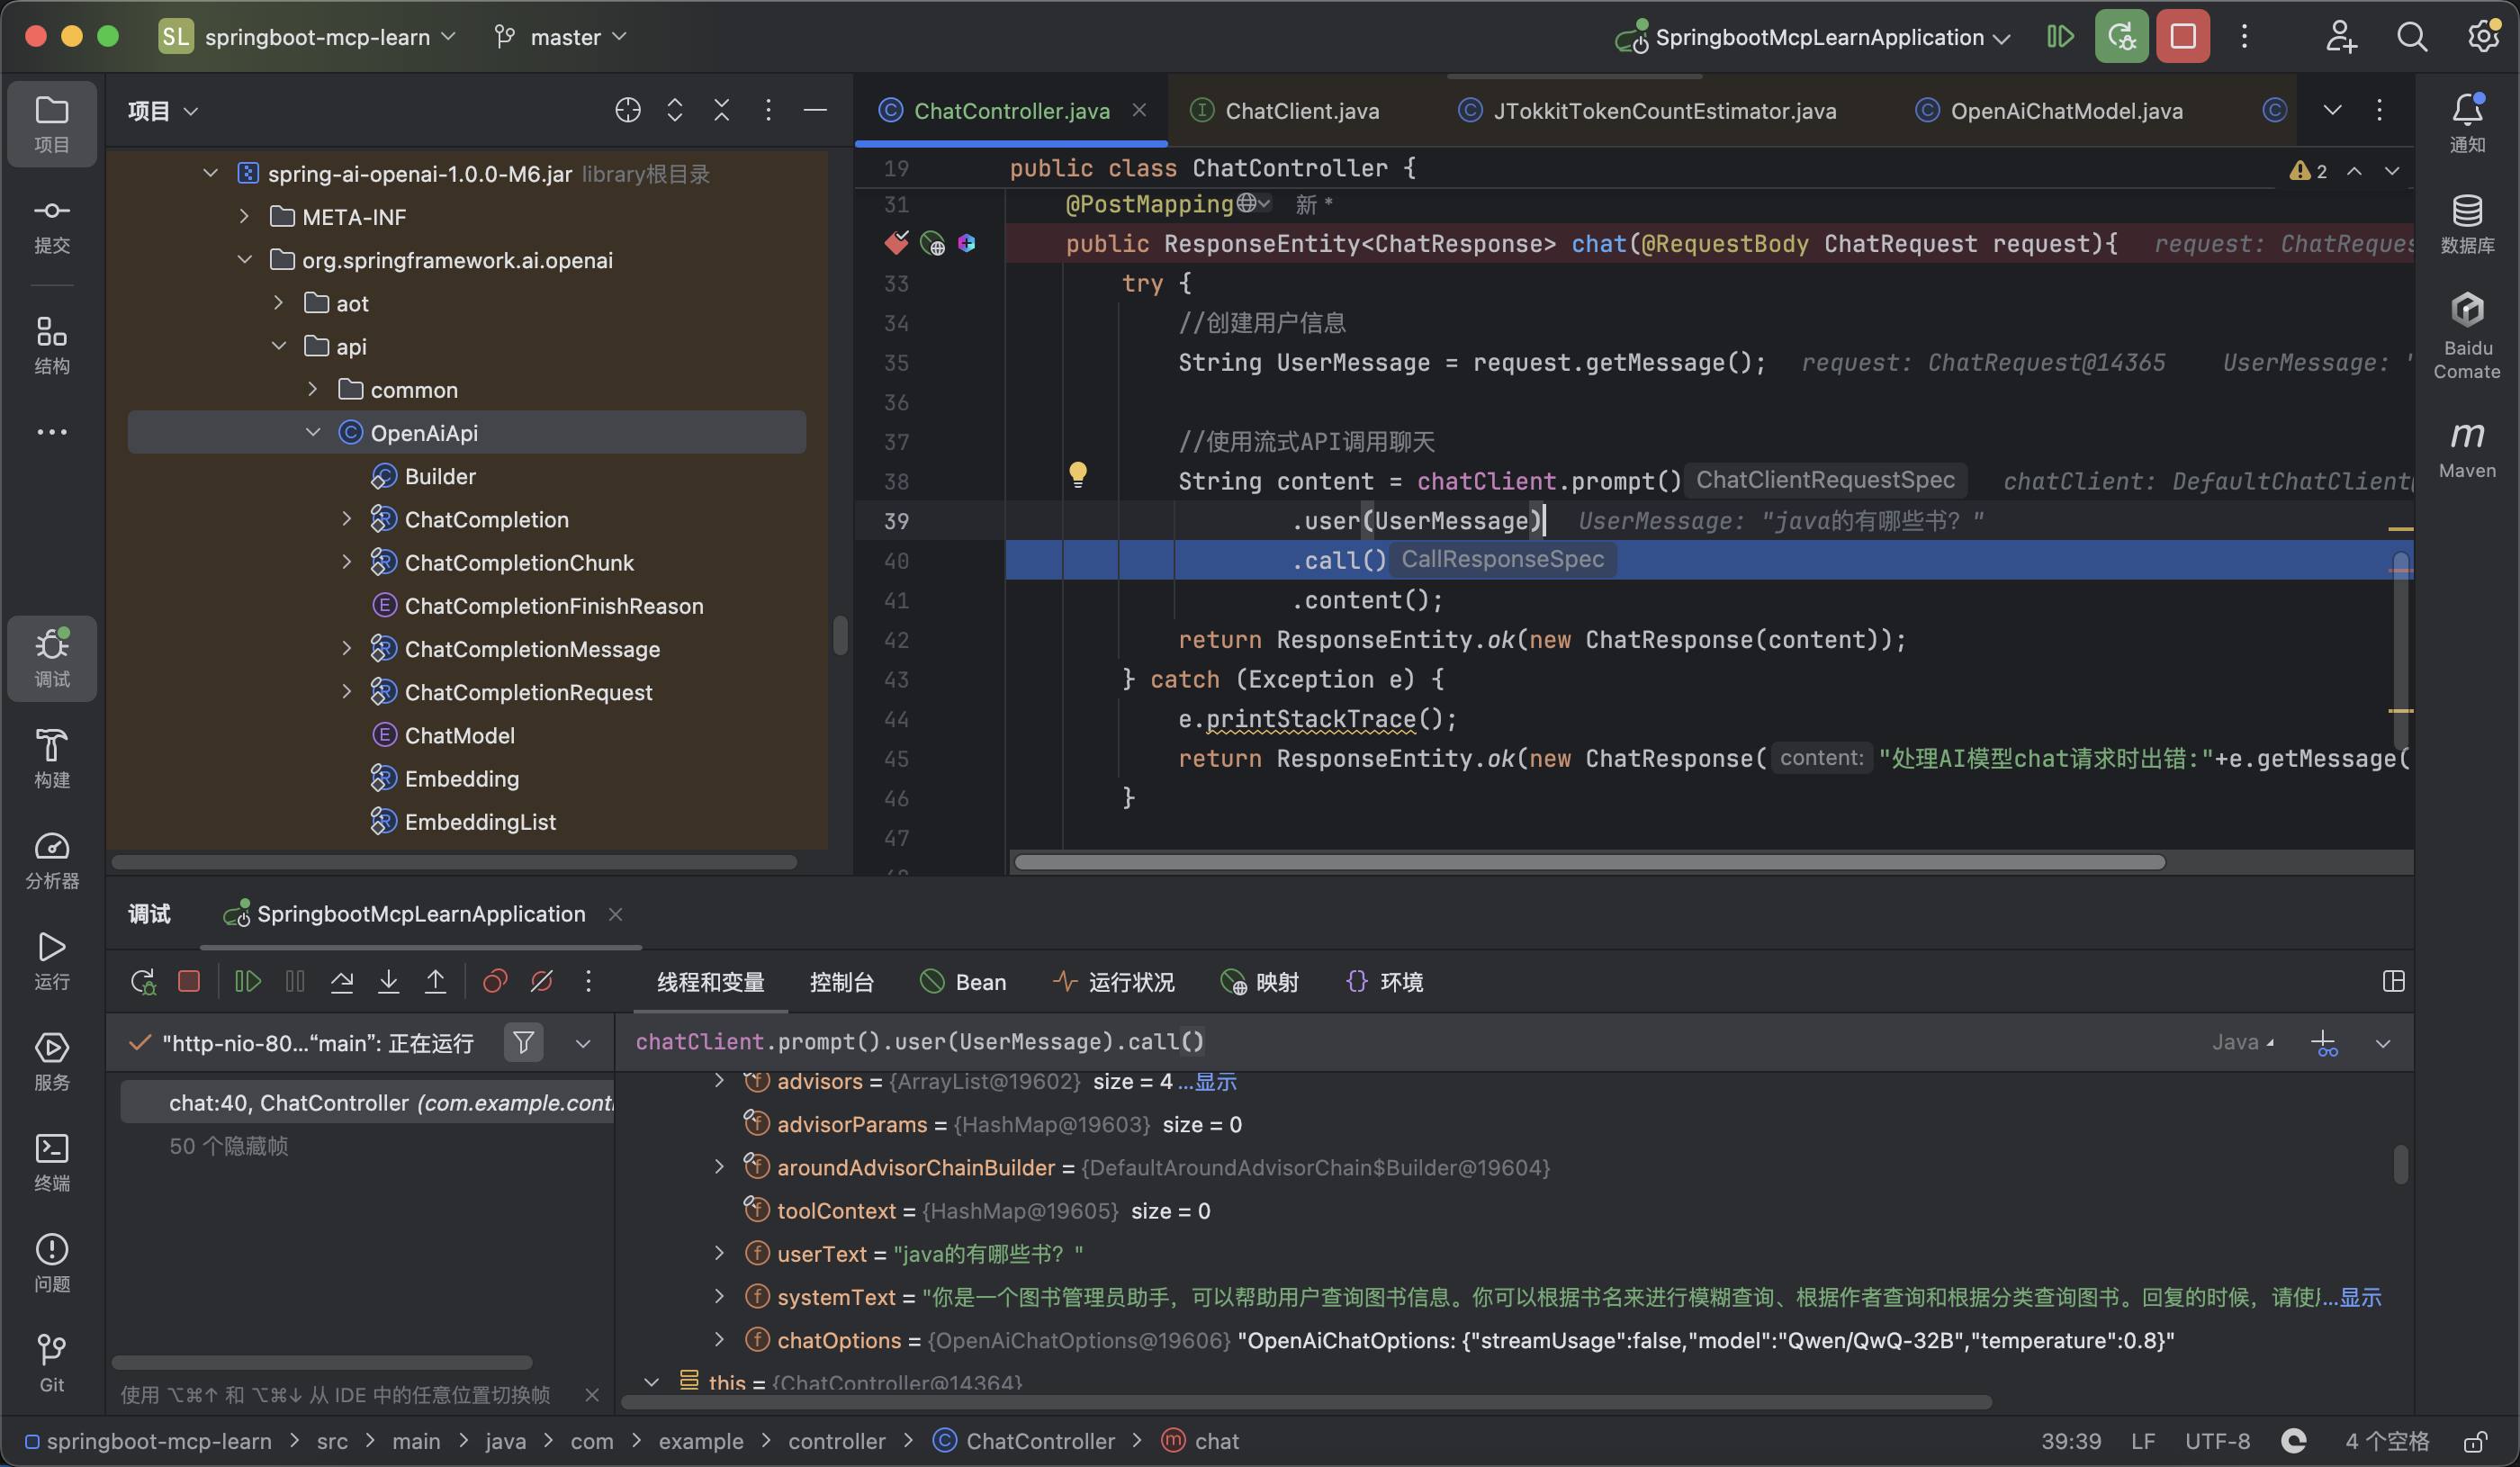 SL springboot-mcp-learn master SpringbootMcpLearnApplication
项目
提交
结构
调试
构建
分析器
运行
服务
终端
问题
Git
项目
spring-ai-openai-1.0.0-M6.jar library根目录
META-INF
org.springframework.ai.openai
aot
api
common
OpenAiApi
Builder
ChatCompletion
ChatCompletionChunk
ChatCompletionFinishReason
ChatCompletionMessage
ChatCompletionRequest
ChatModel
Embedding
EmbeddingList
ChatController.java ChatClient.java JTokkitTokenCountEstimator.java OpenAiChatModel.java
19 public class ChatController { 2
31 @PostMapping 新 *
public ResponseEntity<ChatResponse> chat(@RequestBody ChatRequest request){ request: ChatReques
33 try {
34 //创建用户信息
35 String UserMessage = request.getMessage(); request: ChatRequest@14365 UserMessage: "
36
37 //使用流式API调用聊天
38 String content = chatClient.prompt() ChatClientRequestSpec chatClient: DefaultChatClient
39 .user(UserMessage) UserMessage: "java的有哪些书？"
40 .call() CallResponseSpec
41 .content();
42 return ResponseEntity.ok(new ChatResponse(content));
43 } catch (Exception e) {
44 e.printStackTrace();
45 return ResponseEntity.ok(new ChatResponse( content: "处理AI模型chat请求时出错:"+e.getMessage(
46 }
47
通知
数据库
Baidu
Comate
m
Maven
调试 SpringbootMcpLearnApplication
线程和变量 控制台 Bean 运行状况 映射 环境
"http-nio-80...“main”: 正在运行
chat:40, ChatController (com.example.cont
50 个隐藏帧
使用 ⌥⌘↑ 和 ⌥⌘↓ 从 IDE 中的任意位置切换帧
chatClient.prompt().user(UserMessage).call() Java
advisors = {ArrayList@19602} size = 4 ...显示
advisorParams = {HashMap@19603} size = 0
aroundAdvisorChainBuilder = {DefaultAroundAdvisorChain$Builder@19604}
toolContext = {HashMap@19605} size = 0
userText = "java的有哪些书？"
systemText = "你是一个图书管理员助手，可以帮助用户查询图书信息。你可以根据书名来进行模糊查询、根据作者查询和根据分类查询图书。回复的时候，请使...显示
chatOptions = {OpenAiChatOptions@19606} "OpenAiChatOptions: {"streamUsage":false,"model":"Qwen/QwQ-32B","temperature":0.8}"
this = {ChatController@14364}
springboot-mcp-learn > src > main > java > com > example > controller > ChatController > chat 39:39 LF UTF-8 4 个空格